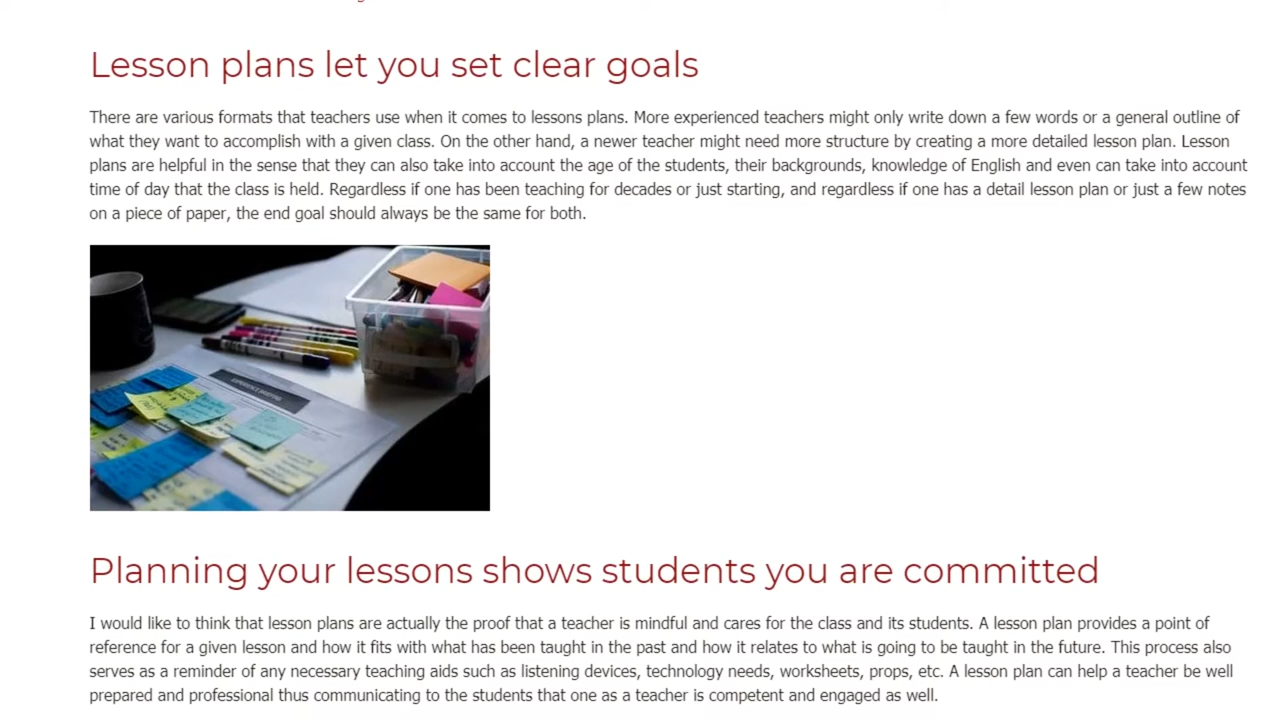 Lesson plans let you set clear goals
There are various formats that teachers use when it comes to lessons plans. More experienced teachers might only write down a few words or a general outline of
what they want to accomplish with a given class. On the other hand, a newer teacher might need more structure by creating a more detailed lesson plan. Lesson
plans are helpful in the sense that they can also take into account the age of the students, their backgrounds, knowledge of English and even can take into account
time of day that the class is held. Regardless if one has been teaching for decades or just starting, and regardless if one has a detail lesson plan or just a few notes
on a piece of paper, the end goal should always be the same for both.
EXPERIENCE BRIEFING
Planning your lessons shows students you are committed
I would like to think that lesson plans are actually the proof that a teacher is mindful and cares for the class and its students. A lesson plan provides a point of
reference for a given lesson and how it fits with what has been taught in the past and how it relates to what is going to be taught in the future. This process also
serves as a reminder of any necessary teaching aids such as listening devices, technology needs, worksheets, props, etc. A lesson plan can help a teacher be well
prepared and professional thus communicating to the students that one as a teacher is competent and engaged as well.